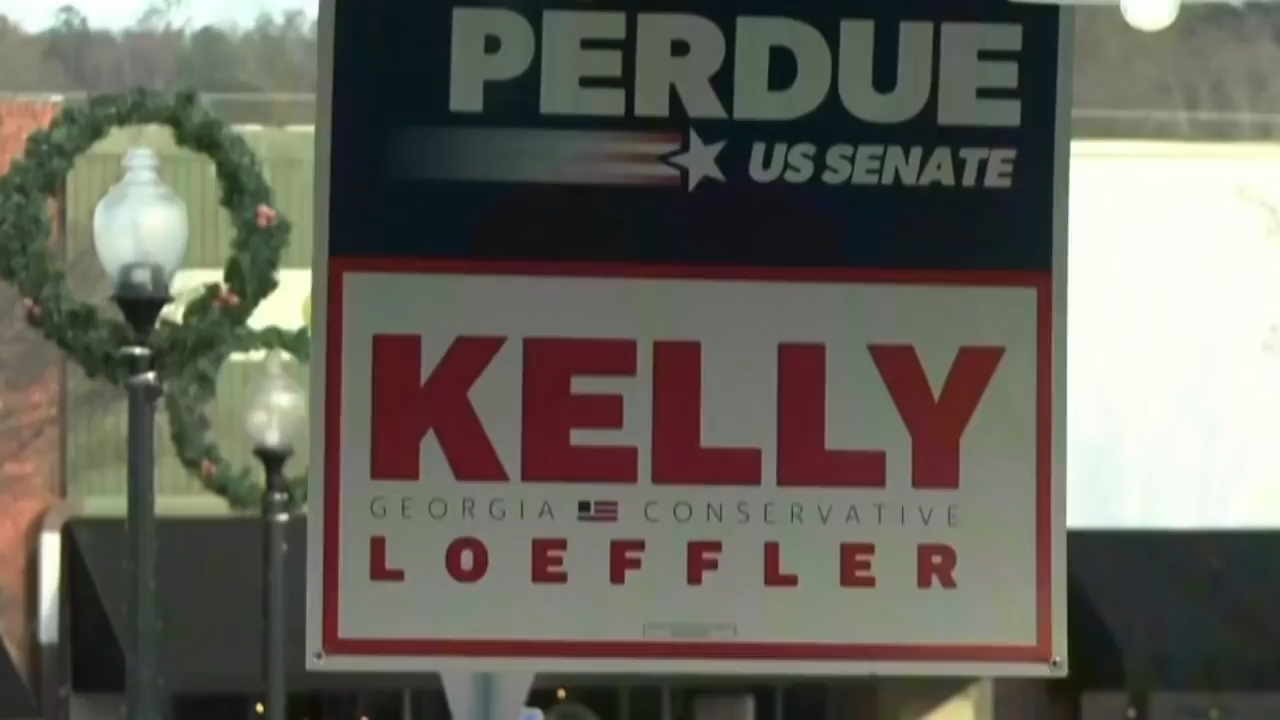 PERDUE
US SENATE
KELLY
GEORGIA CONSERVATIVE
LOEFFLER